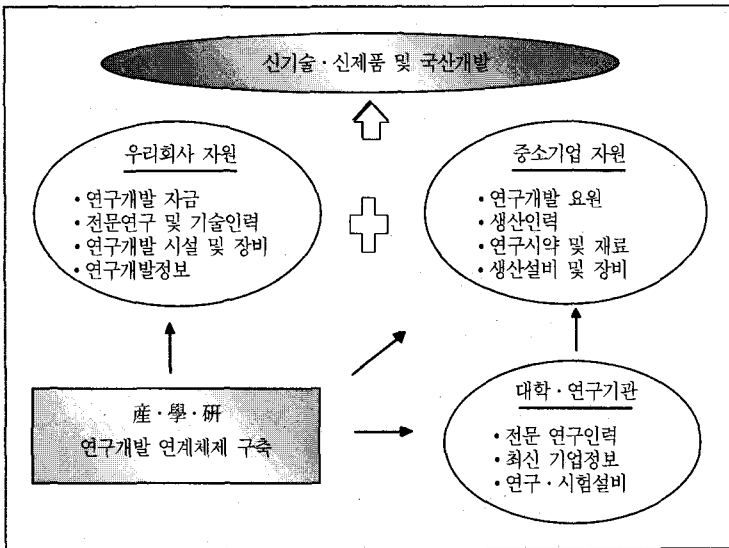 신기술·신제품 및 국산개발
우리회사 자원
• 연구개발 자금
• 전문연구 및 기술인력
• 연구개발 시설 및 장비
• 연구개발정보
중소기업 자원
• 연구개발 요원
• 생산인력
• 연구시약 및 재료
• 생산설비 및 장비
産·學·硏
연구개발 연계체제 구축
대학·연구기관
• 전문 연구인력
• 최신 기업정보
• 연구·시험설비